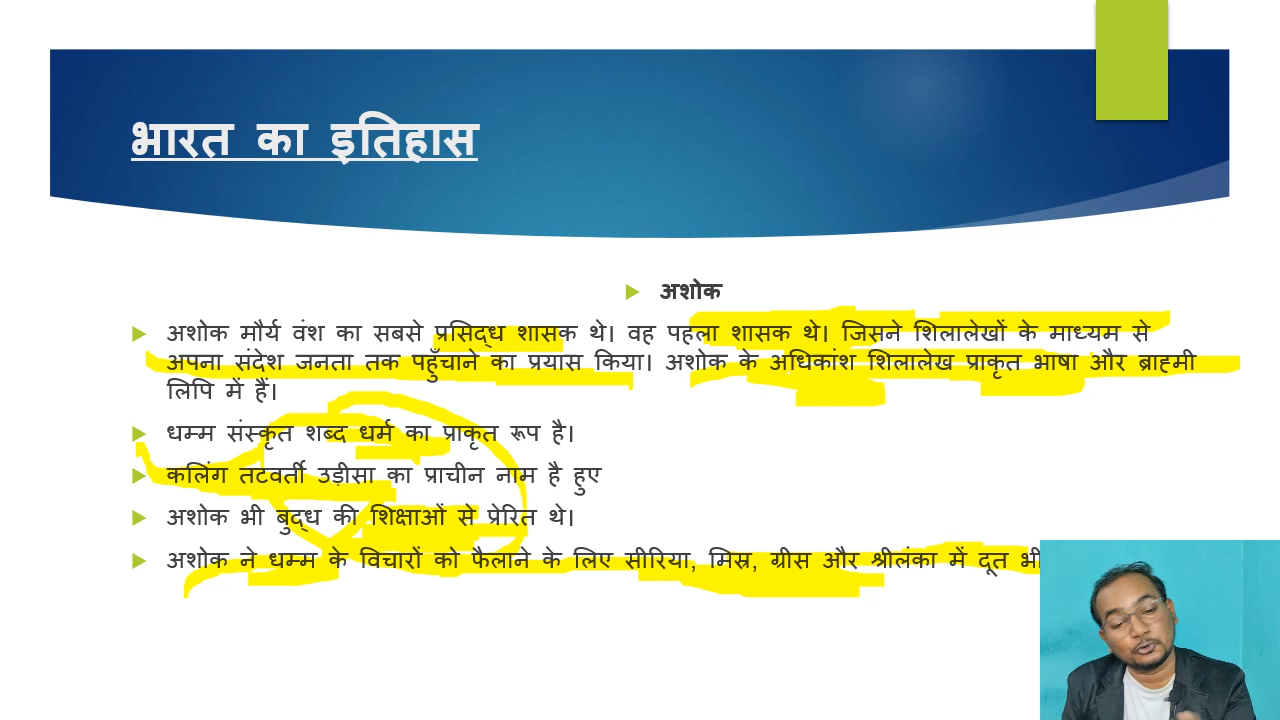 भारत का इतिहास
अशोक
अशोक मौर्य वंश का सबसे प्रसिद्ध शासक थे। वह पहला शासक थे। जिसने शिलालेखों के माध्यम से
अपना संदेश जनता तक पहुँचाने का प्रयास किया। अशोक के अधिकांश शिलालेख प्राकृत भाषा और ब्राह्मी
लिपि में हैं।
धम्म संस्कृत शब्द धर्म का प्राकृत रूप है।
कलिंग तटवर्ती उड़ीसा का प्राचीन नाम है हुए
अशोक भी बुद्ध की शिक्षाओं से प्रेरित थे।
अशोक ने धम्म के विचारों को फैलाने के लिए सीरिया, मिस्र, ग्रीस और श्रीलंका में दूत भी